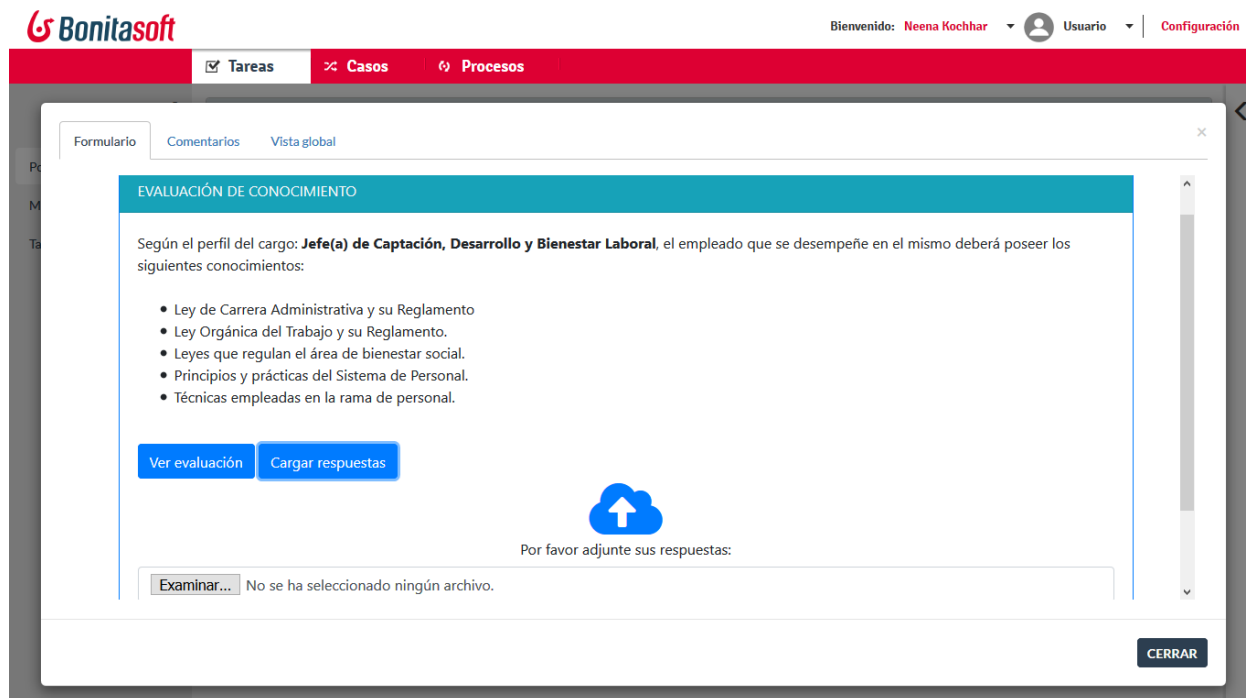 Bonitasoft
Bienvenido: Neena Kochhar Usuario Configuración
Tareas Casos Procesos
Formulario Comentarios Vista global ×
Po
M
Ta
EVALUACIÓN DE CONOCIMIENTO
Según el perfil del cargo: Jefe(a) de Captación, Desarrollo y Bienestar Laboral, el empleado que se desempeñe en el mismo deberá poseer los
siguientes conocimientos:
• Ley de Carrera Administrativa y su Reglamento
• Ley Orgánica del Trabajo y su Reglamento.
• Leyes que regulan el área de bienestar social.
• Principios y prácticas del Sistema de Personal.
• Técnicas empleadas en la rama de personal.
Ver evaluación Cargar respuestas
Por favor adjunte sus respuestas:
Examinar... No se ha seleccionado ningún archivo.
CERRAR